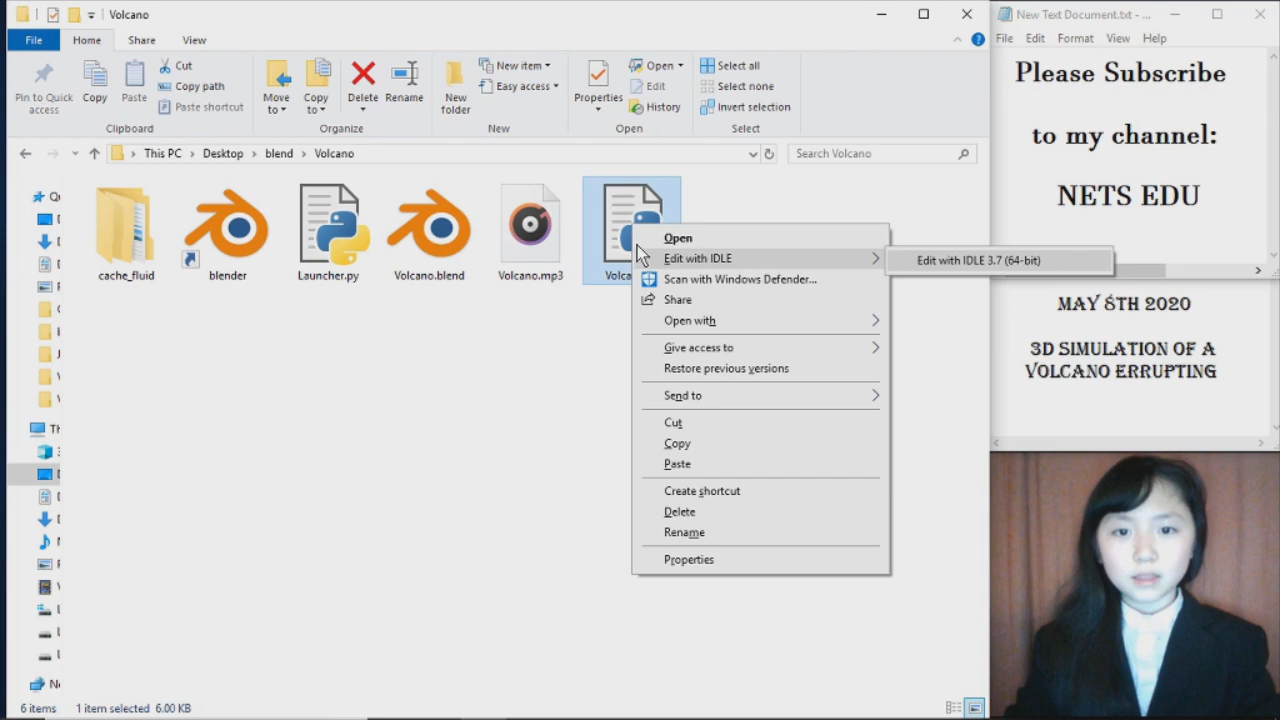 Volcano
File
Home
Share
View
Pin to Quick
access
Copy
Paste
Cut
Copy path
Paste shortcut
Clipboard
Move
to
Copy
to
Delete
Rename
Organize
New
folder
New item
Easy access
New
Properties
Open
Edit
History
Open
Select all
Select none
Invert selection
Select
This PC > Desktop > blend > Volcano
Search Volcano
cache_fluid
blender
Launcher.py
Volcano.blend
Volcano.mp3
Open
Edit with IDLE
Edit with IDLE 3.7 (64-bit)
Scan with Windows Defender...
Share
Open with
Give access to
Restore previous versions
Send to
Cut
Copy
Paste
Create shortcut
Delete
Rename
Properties
6 items
1 item selected 6.00 KB
New Text Document.txt - ...
File Edit Format View Help
Please Subscribe
to my channel:
NETS EDU
MAY 8TH 2020
3D SIMULATION OF A
VOLCANO ERRUPTING